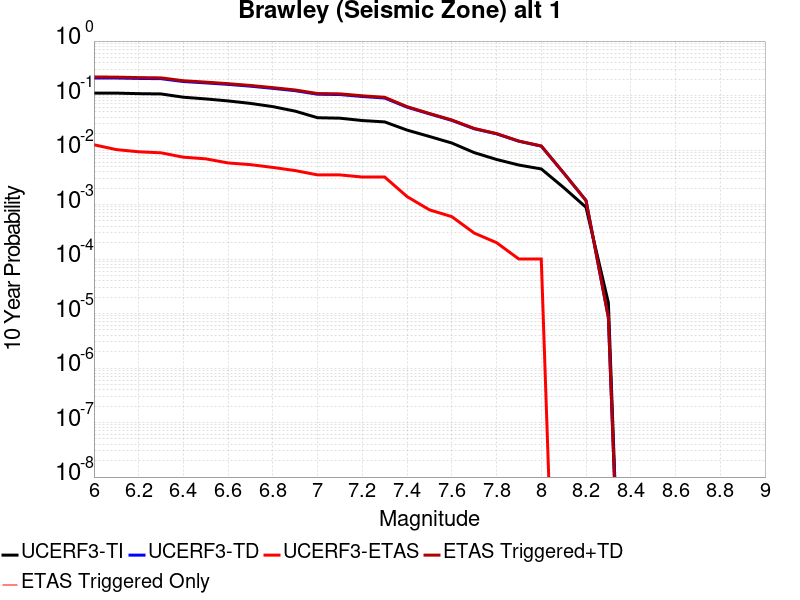 Brawley (Seismic Zone) alt 1
10^0
10^-1
10^-2
10^-3
10^-4
10^-5
10^-6
10^-7
10^-8
10 Year Probability
6 6.2 6.4 6.6 6.8 7 7.2 7.4 7.6 7.8 8 8.2 8.4 8.6 8.8 9
Magnitude
UCERF3-TI UCERF3-TD UCERF3-ETAS ETAS Triggered+TD
ETAS Triggered Only